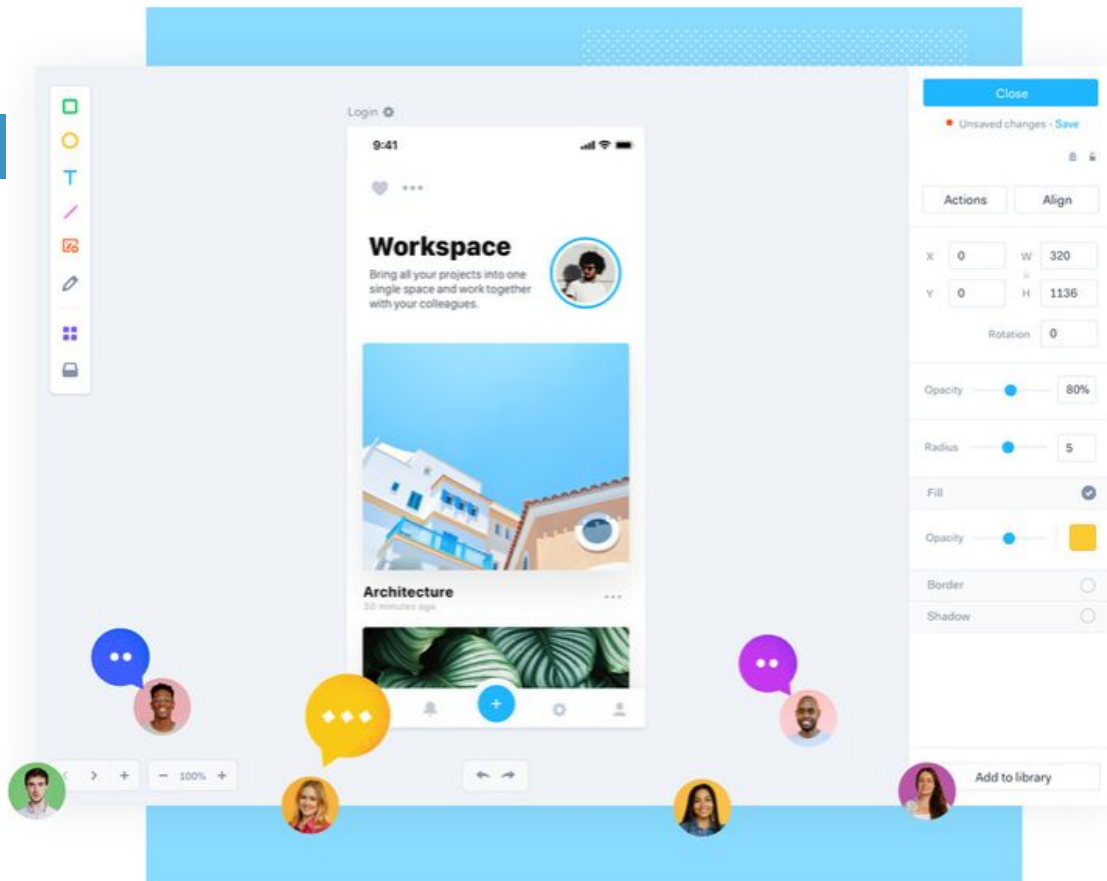 Login
9:41
Workspace
Bring all your projects into one
single space and work together
with your colleagues.
Architecture
30 minutes ago
100%
Close
Unsaved changes - Save
Actions
Align
X 0 W 320
Y 0 H 1136
Rotation 0
Opacity 80%
Radius 5
Fill
Opacity
Border
Shadow
Add to library